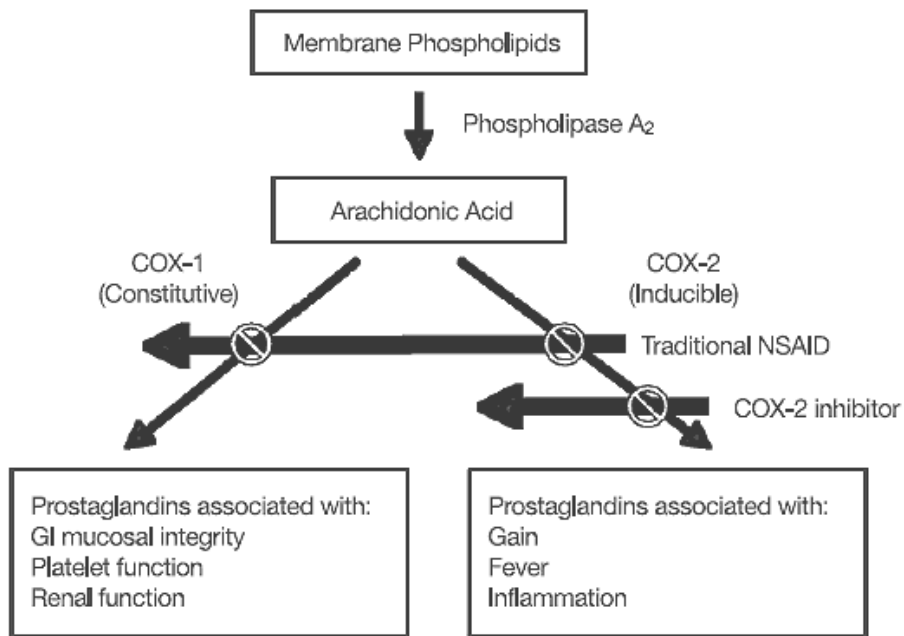 Membrane Phospholipids
Phospholipase A₂
Arachidonic Acid
COX-1
(Constitutive)
COX-2
(Inducible)
Traditional NSAID
COX-2 inhibitor
Prostaglandins associated with:
GI mucosal integrity
Platelet function
Renal function
Prostaglandins associated with:
Gain
Fever
Inflammation